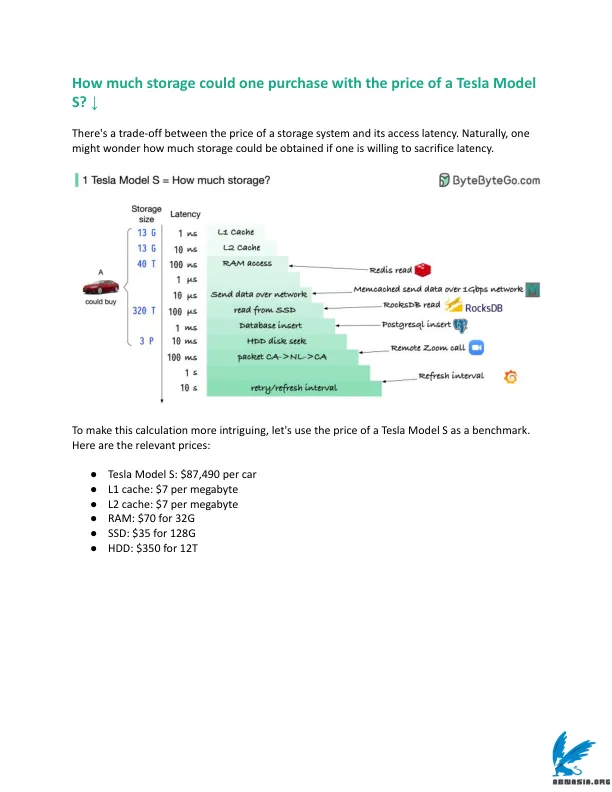 How much storage could one purchase with the price of a Tesla Model
S? ↓
There's a trade-off between the price of a storage system and its access latency. Naturally, one
might wonder how much storage could be obtained if one is willing to sacrifice latency.
1 Tesla Model S = How much storage?
ByteByteGo.com
Storage
size
Latency
A
could buy
13 G
1 ns
L1 Cache
13 G
10 ns
L2 Cache
40 T
100 ns
RAM access
Redis read
1 µs
Memcached send data over 1Gbps network
10 µs
Send data over network
RocksDB read
RocksDB
320 T
100 µs
read from SSD
1 ms
Database insert
Postgresql insert
3 P
10 ms
HDD disk seek
Remote Zoom call
100 ms
packet CA->NL->CA
1 s
Refresh interval
10 s
retry/refresh interval
To make this calculation more intriguing, let's use the price of a Tesla Model S as a benchmark.
Here are the relevant prices:
● Tesla Model S: $87,490 per car
● L1 cache: $7 per megabyte
● L2 cache: $7 per megabyte
● RAM: $70 for 32G
● SSD: $35 for 128G
● HDD: $350 for 12T
ABNASIA.ORG